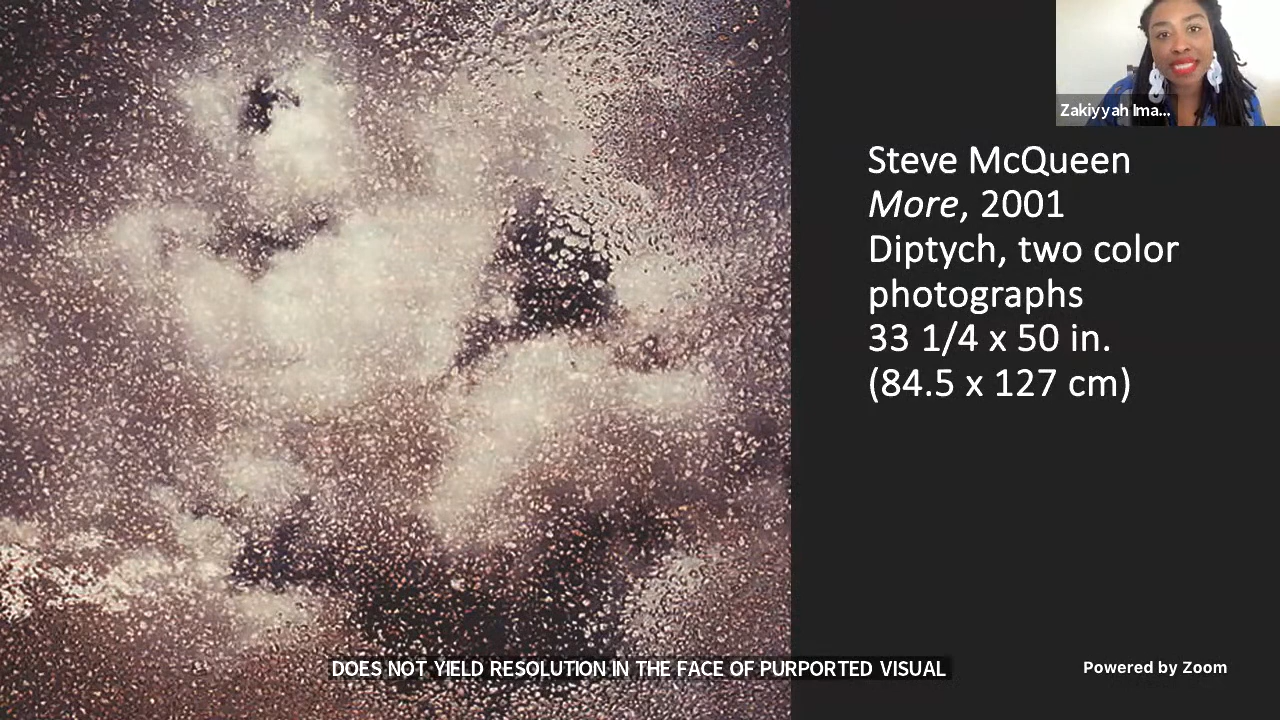 Zakiyyah Ima...
Steve McQueen
More, 2001
Diptych, two color
photographs
33 1/4 x 50 in.
(84.5 x 127 cm)
DOES NOT YIELD RESOLUTION IN THE FACE OF PURPORTED VISUAL
Powered by Zoom